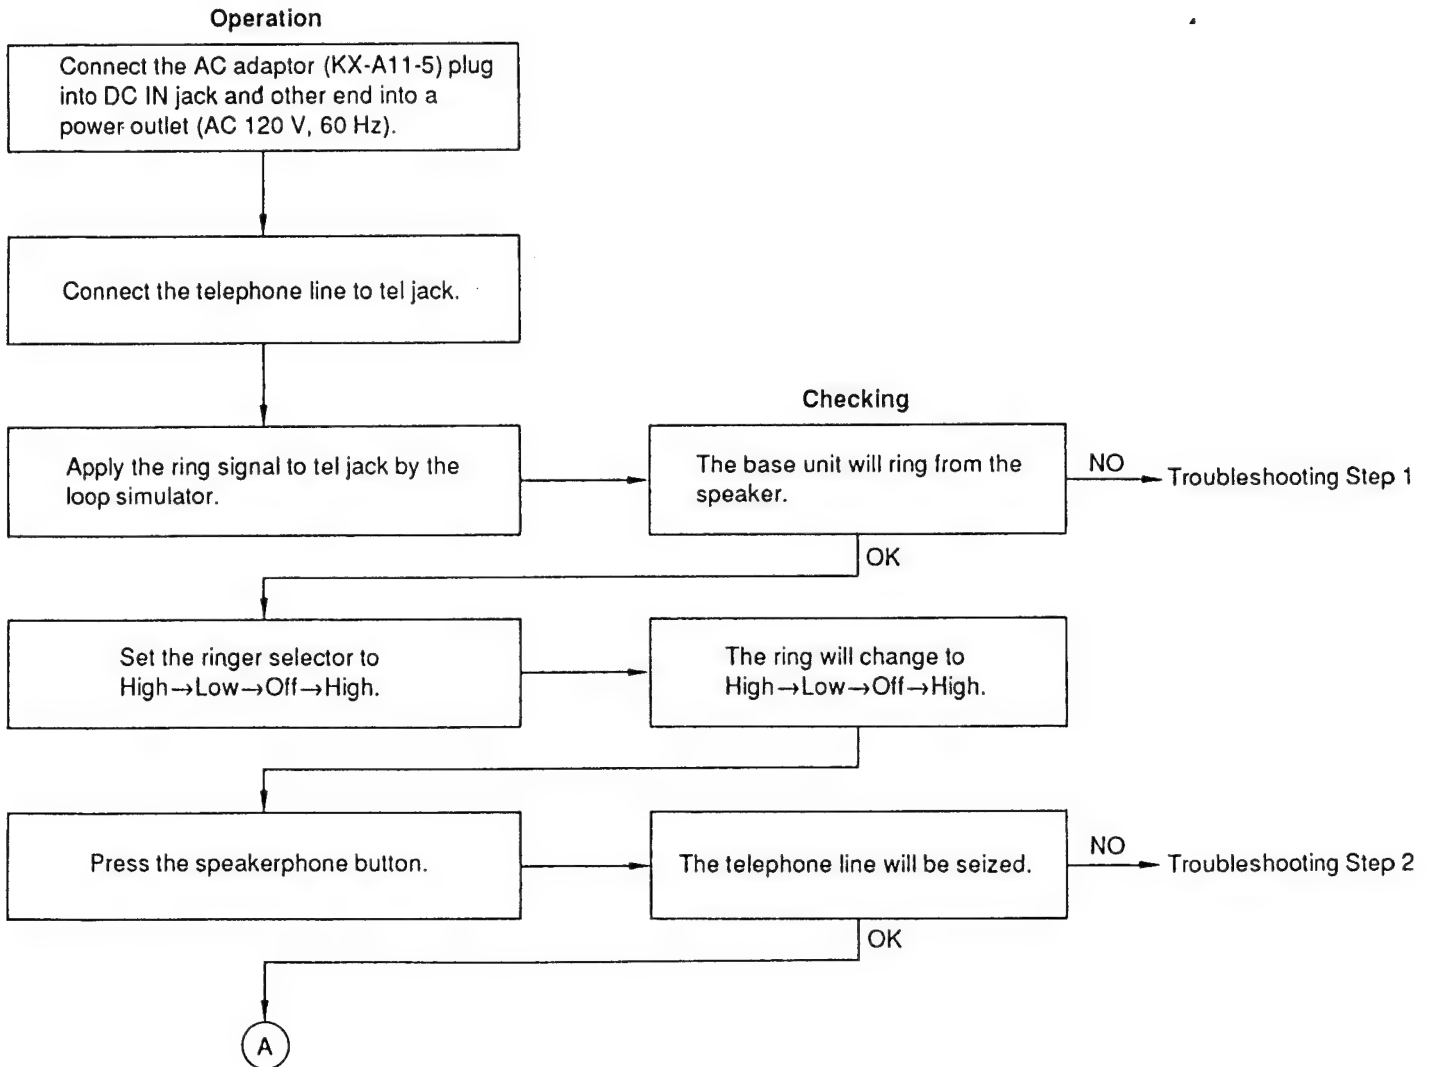 Operation
Connect the AC adaptor (KX-A11-5) plug
into DC IN jack and other end into a
power outlet (AC 120 V, 60 Hz).
Connect the telephone line to tel jack.
Checking
Apply the ring signal to tel jack by the
loop simulator.
The base unit will ring from the
speaker.
NO
Troubleshooting Step 1
OK
Set the ringer selector to
High→Low→Off→High.
The ring will change to
High→Low→Off→High.
Press the speakerphone button.
The telephone line will be seized.
NO
Troubleshooting Step 2
OK
A